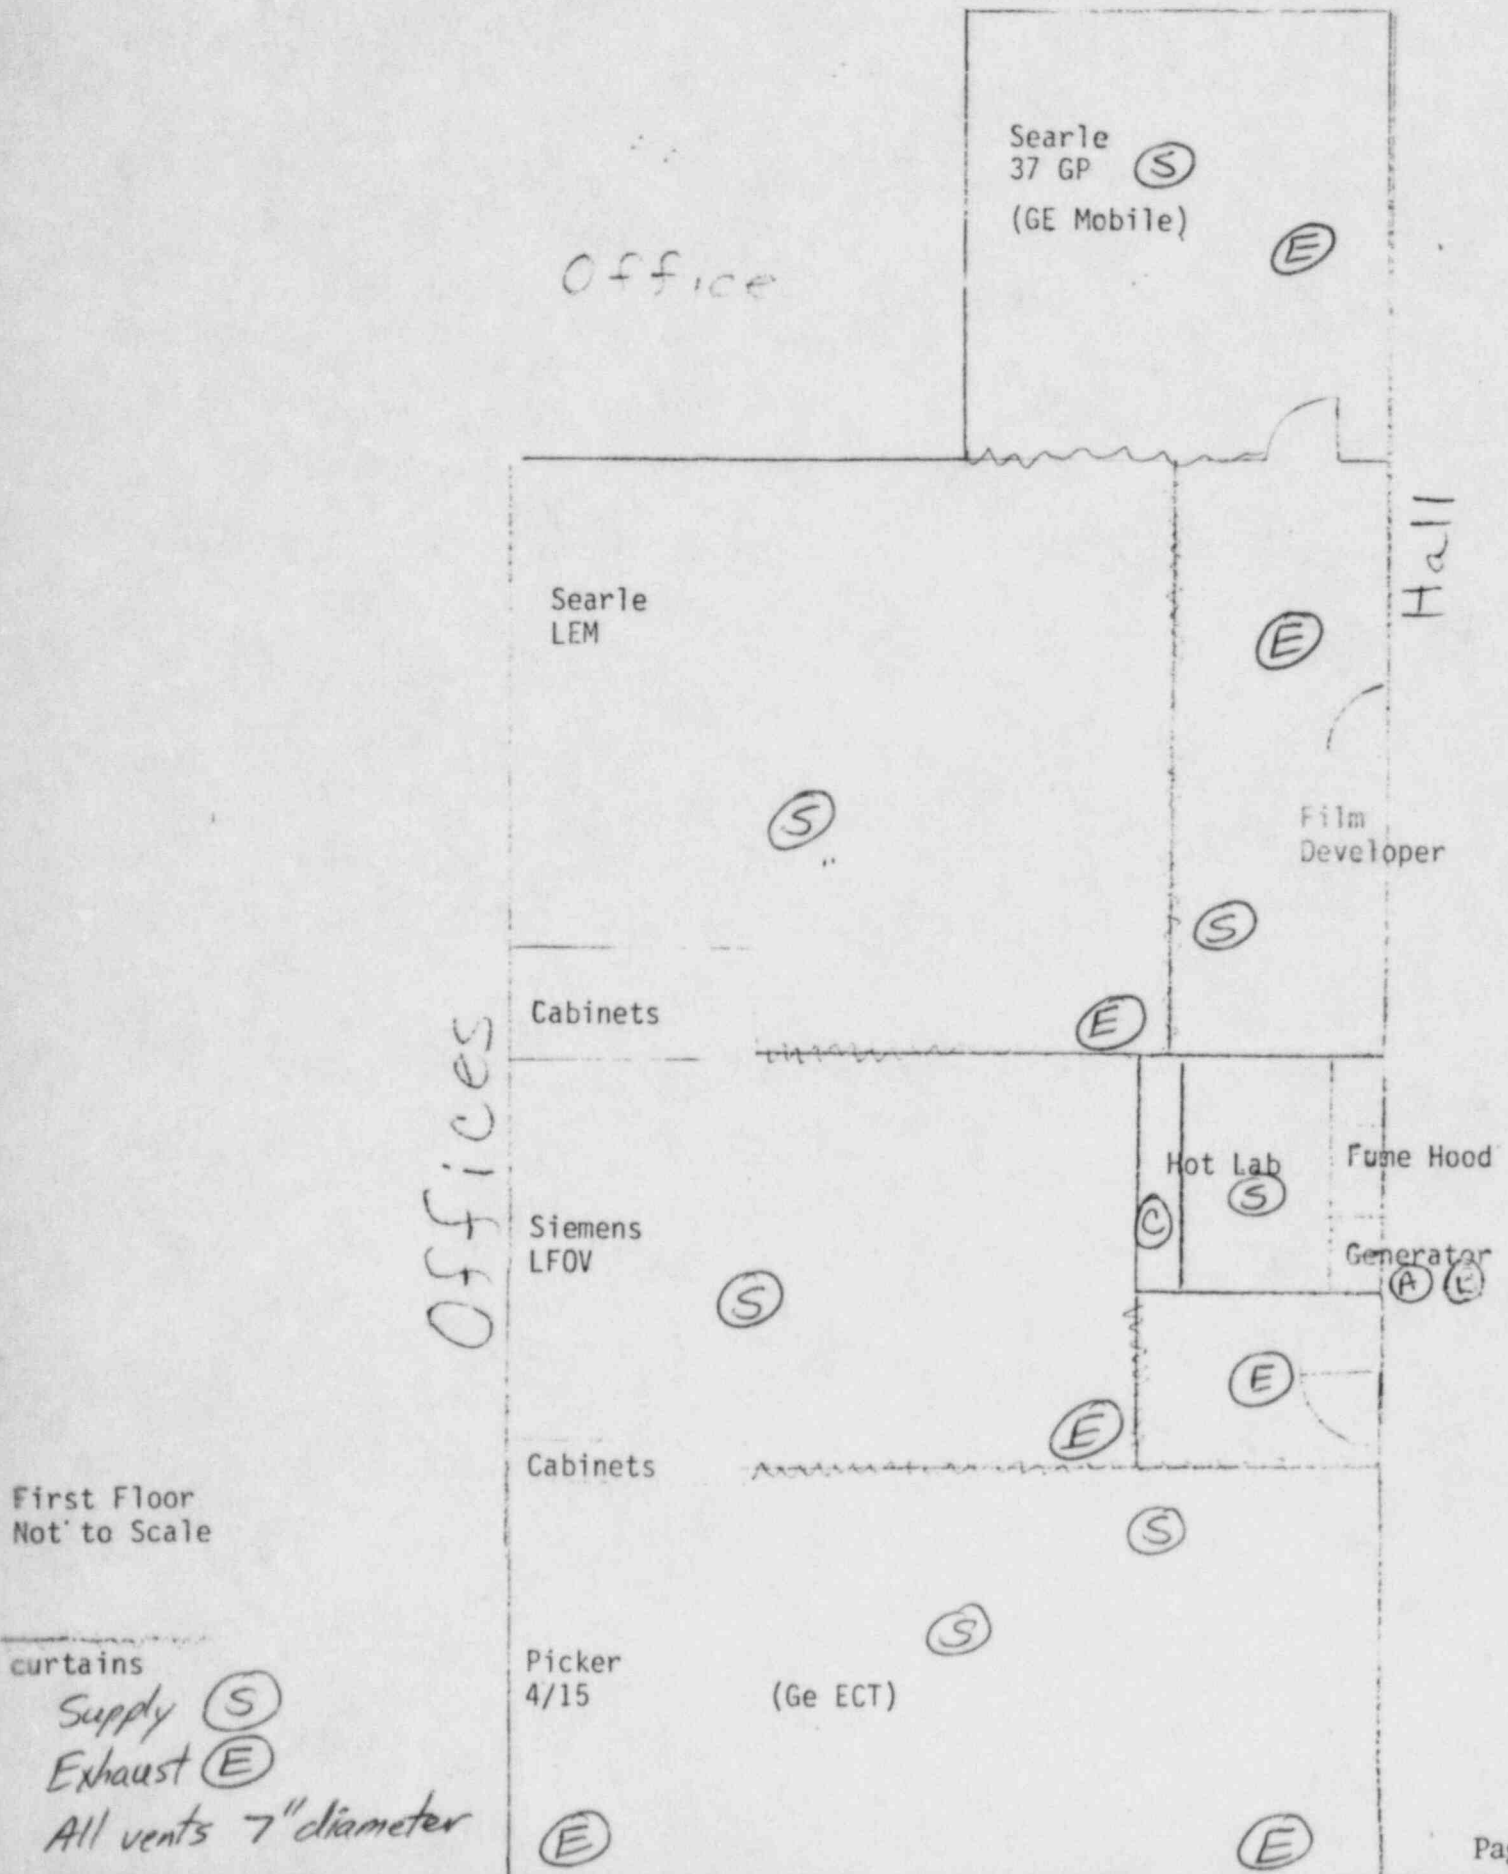 Searle
37 GP Ⓢ
(GE Mobile)
Ⓔ
Office
Hall
Searle
LEM
Ⓔ
Ⓢ
Film
Developer
Ⓢ
Cabinets
Ⓔ
Offices
Hot Lab
Fume Hood
Ⓢ
Ⓒ
Siemens
LFOV
Generator
Ⓐ
Ⓢ
Ⓔ
Ⓔ
Cabinets
First Floor
Not to Scale
Ⓢ
Ⓢ
curtains
Supply Ⓢ
Exhaust Ⓔ
All vents 7" diameter
Picker
4/15
(Ge ECT)
Ⓔ
Ⓔ